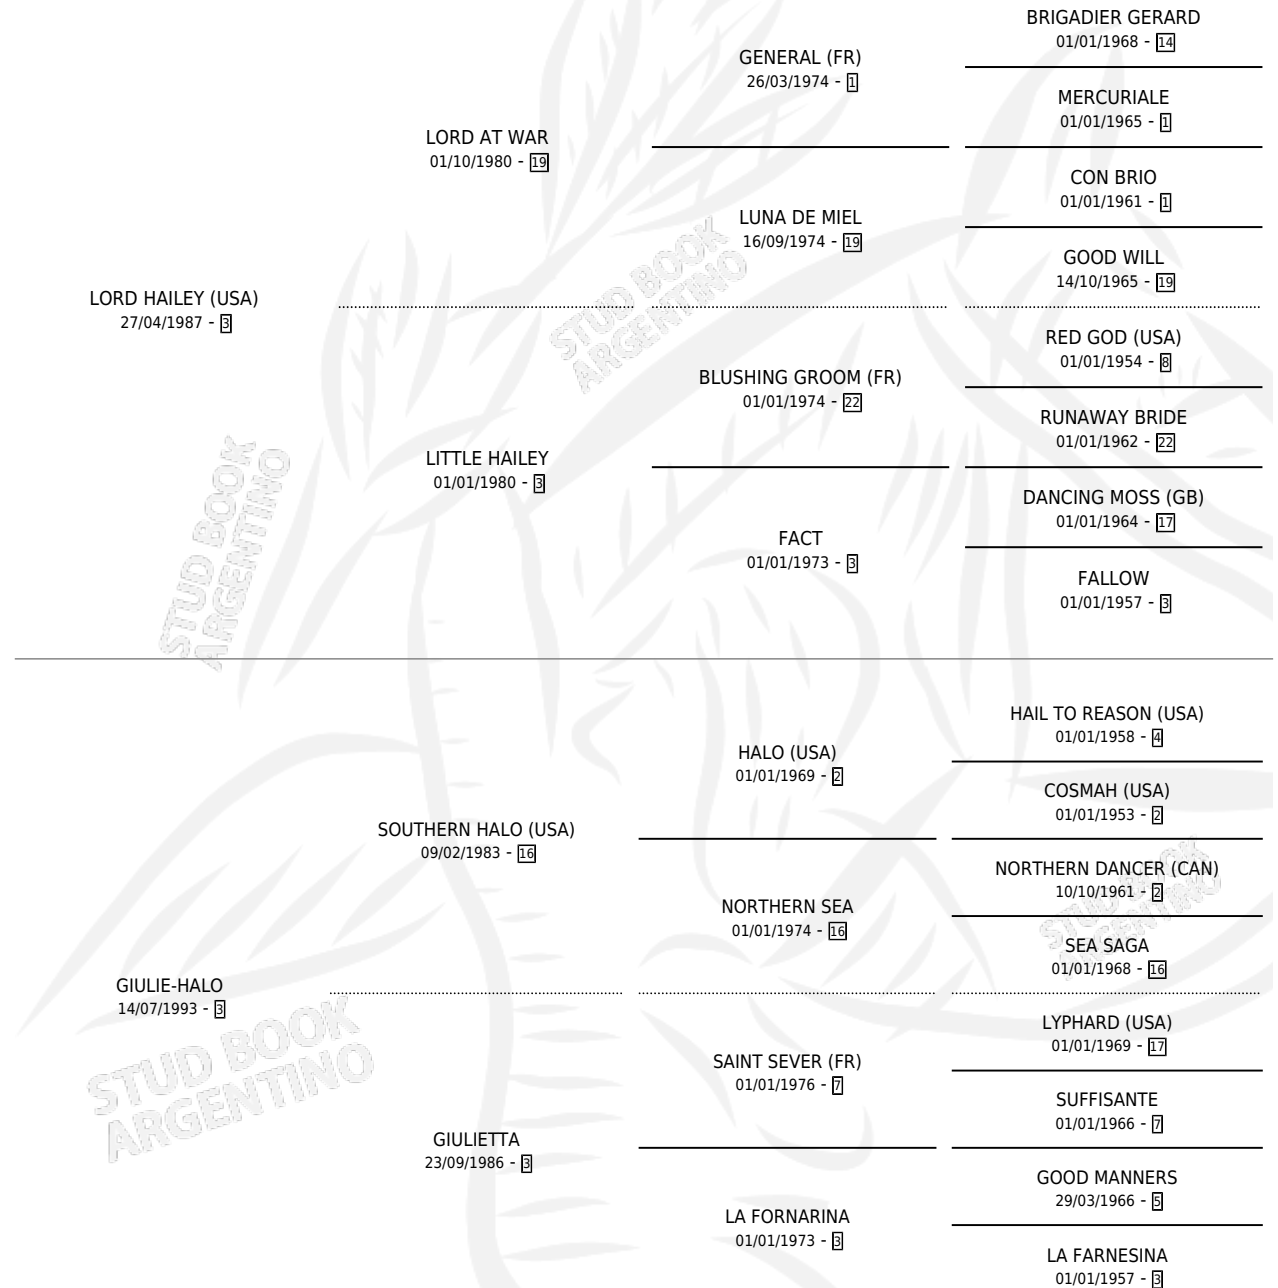 BRIGADIER GERARD
01/01/1968 - 14
GENERAL (FR)
26/03/1974 - 1
MERCURIALE
01/01/1965 - 1
LORD AT WAR
01/10/1980 - 19
CON BRIO
01/01/1961 - 1
LUNA DE MIEL
16/09/1974 - 19
GOOD WILL
14/10/1965 - 19
LORD HAILEY (USA)
27/04/1987 - 3
RED GOD (USA)
01/01/1954 - 8
BLUSHING GROOM (FR)
01/01/1974 - 22
RUNAWAY BRIDE
01/01/1962 - 22
LITTLE HAILEY
01/01/1980 - 3
DANCING MOSS (GB)
01/01/1964 - 17
FACT
01/01/1973 - 3
FALLOW
01/01/1957 - 3
HAIL TO REASON (USA)
01/01/1958 - 4
HALO (USA)
01/01/1969 - 2
COSMAH (USA)
01/01/1953 - 2
SOUTHERN HALO (USA)
09/02/1983 - 16
NORTHERN DANCER (CAN)
10/10/1961 - 2
NORTHERN SEA
01/01/1974 - 16
SEA SAGA
01/01/1968 - 16
GIULIE-HALO
14/07/1993 - 3
LYPHARD (USA)
01/01/1969 - 17
SAINT SEVER (FR)
01/01/1976 - 7
SUFFISANTE
01/01/1966 - 7
GIULIETTA
23/09/1986 - 3
GOOD MANNERS
29/03/1966 - 5
LA FORNARINA
01/01/1973 - 3
LA FARNESINA
01/01/1957 - 3
STUD BOOK
ARGENTINO
STUD BOOK
ARGENTINO
STUD BOOK
ARGENTINO
STUD BOOK
ARGENTINO